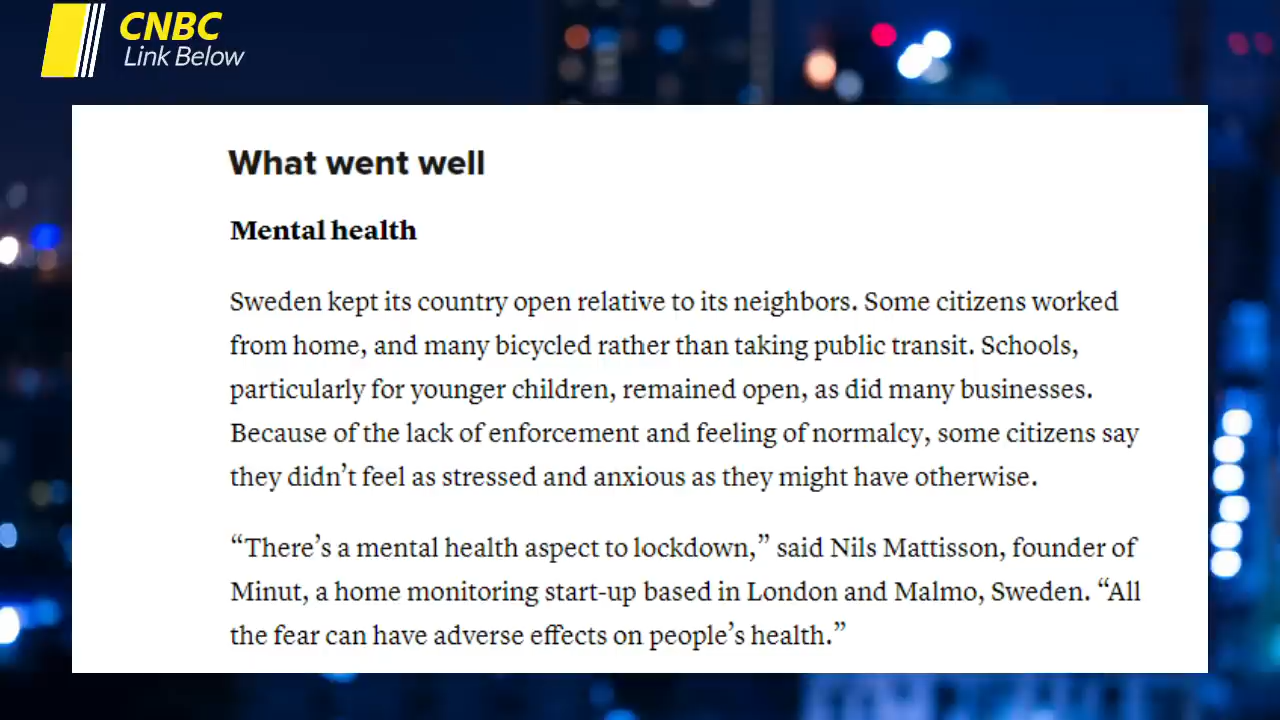 CNBC
Link Below
What went well
Mental health
Sweden kept its country open relative to its neighbors. Some citizens worked
from home, and many bicycled rather than taking public transit. Schools,
particularly for younger children, remained open, as did many businesses.
Because of the lack of enforcement and feeling of normalcy, some citizens say
they didn’t feel as stressed and anxious as they might have otherwise.
“There’s a mental health aspect to lockdown,” said Nils Mattisson, founder of
Minut, a home monitoring start-up based in London and Malmo, Sweden. “All
the fear can have adverse effects on people’s health.”